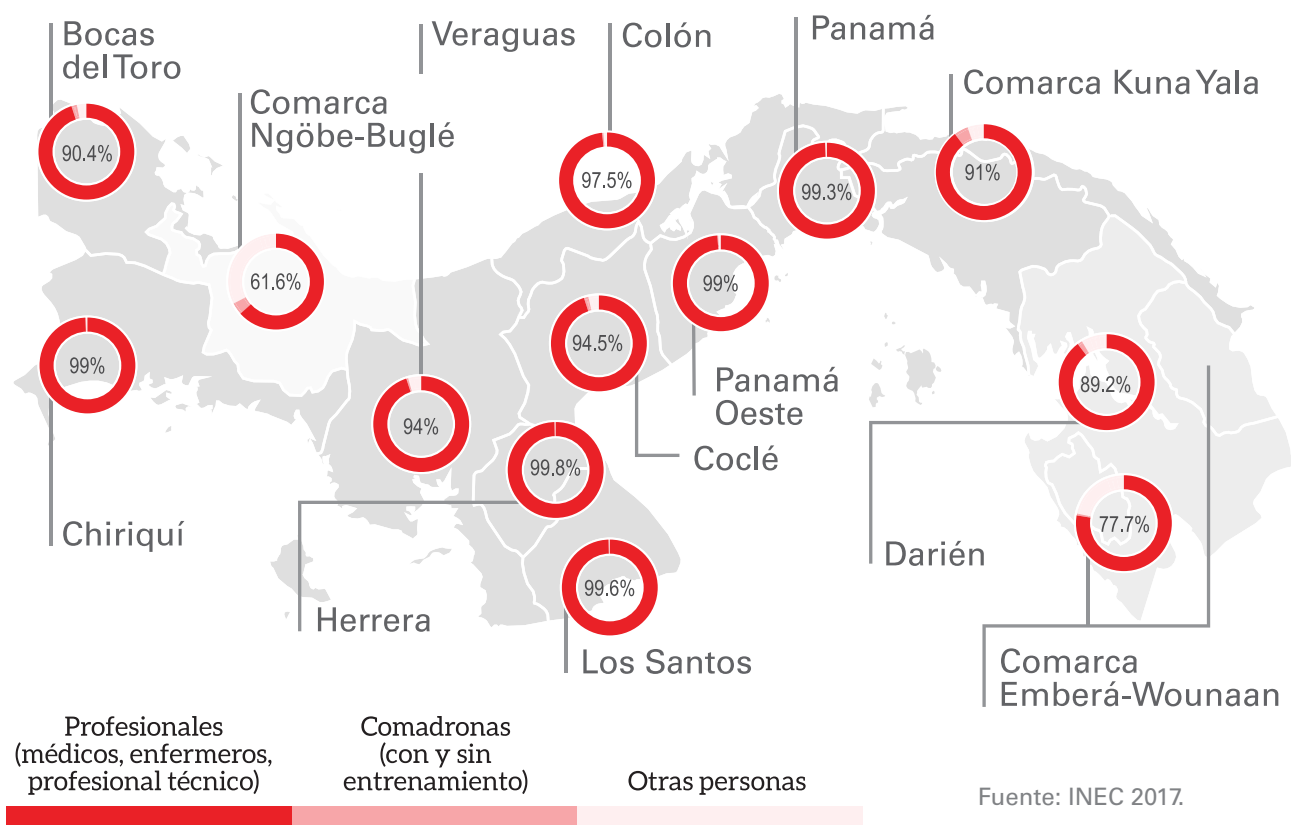 Bocas
del Toro
90.4%
Comarca
Ngöbe-Buglé
61.6%
Veraguas
94%
Colón
97.5%
Panamá
99.3%
Comarca Kuna Yala
91%
99%
Chiriquí
99%
Panamá
Oeste
94.5%
Coclé
99.8%
Herrera
99.6%
Los Santos
89.2%
Darién
77.7%
Comarca
Emberá-Wounaan
Profesionales
(médicos, enfermeros,
profesional técnico)
Comadronas
(con y sin
entrenamiento)
Otras personas
Fuente: INEC 2017.